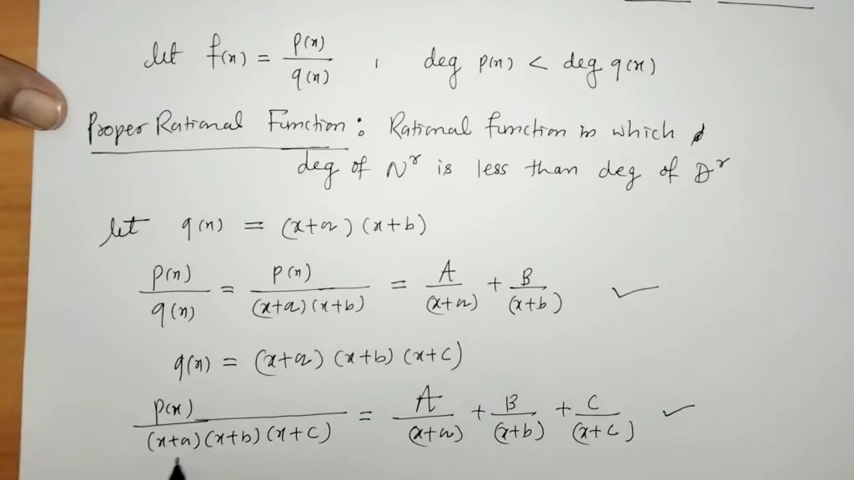 let f(x) = p(x)/q(x) , deg p(x) < deg q(x)
Proper Rational Function : Rational function in which
deg of Nʳ is less than deg of Dʳ
let q(x) = (x+a)(x+b)
p(x)/q(x) = p(x)/(x+a)(x+b) = A/(x+a) + B/(x+b) ✓
q(x) = (x+a)(x+b)(x+c)
p(x)/(x+a)(x+b)(x+c) = A/(x+a) + B/(x+b) + C/(x+c) ✓